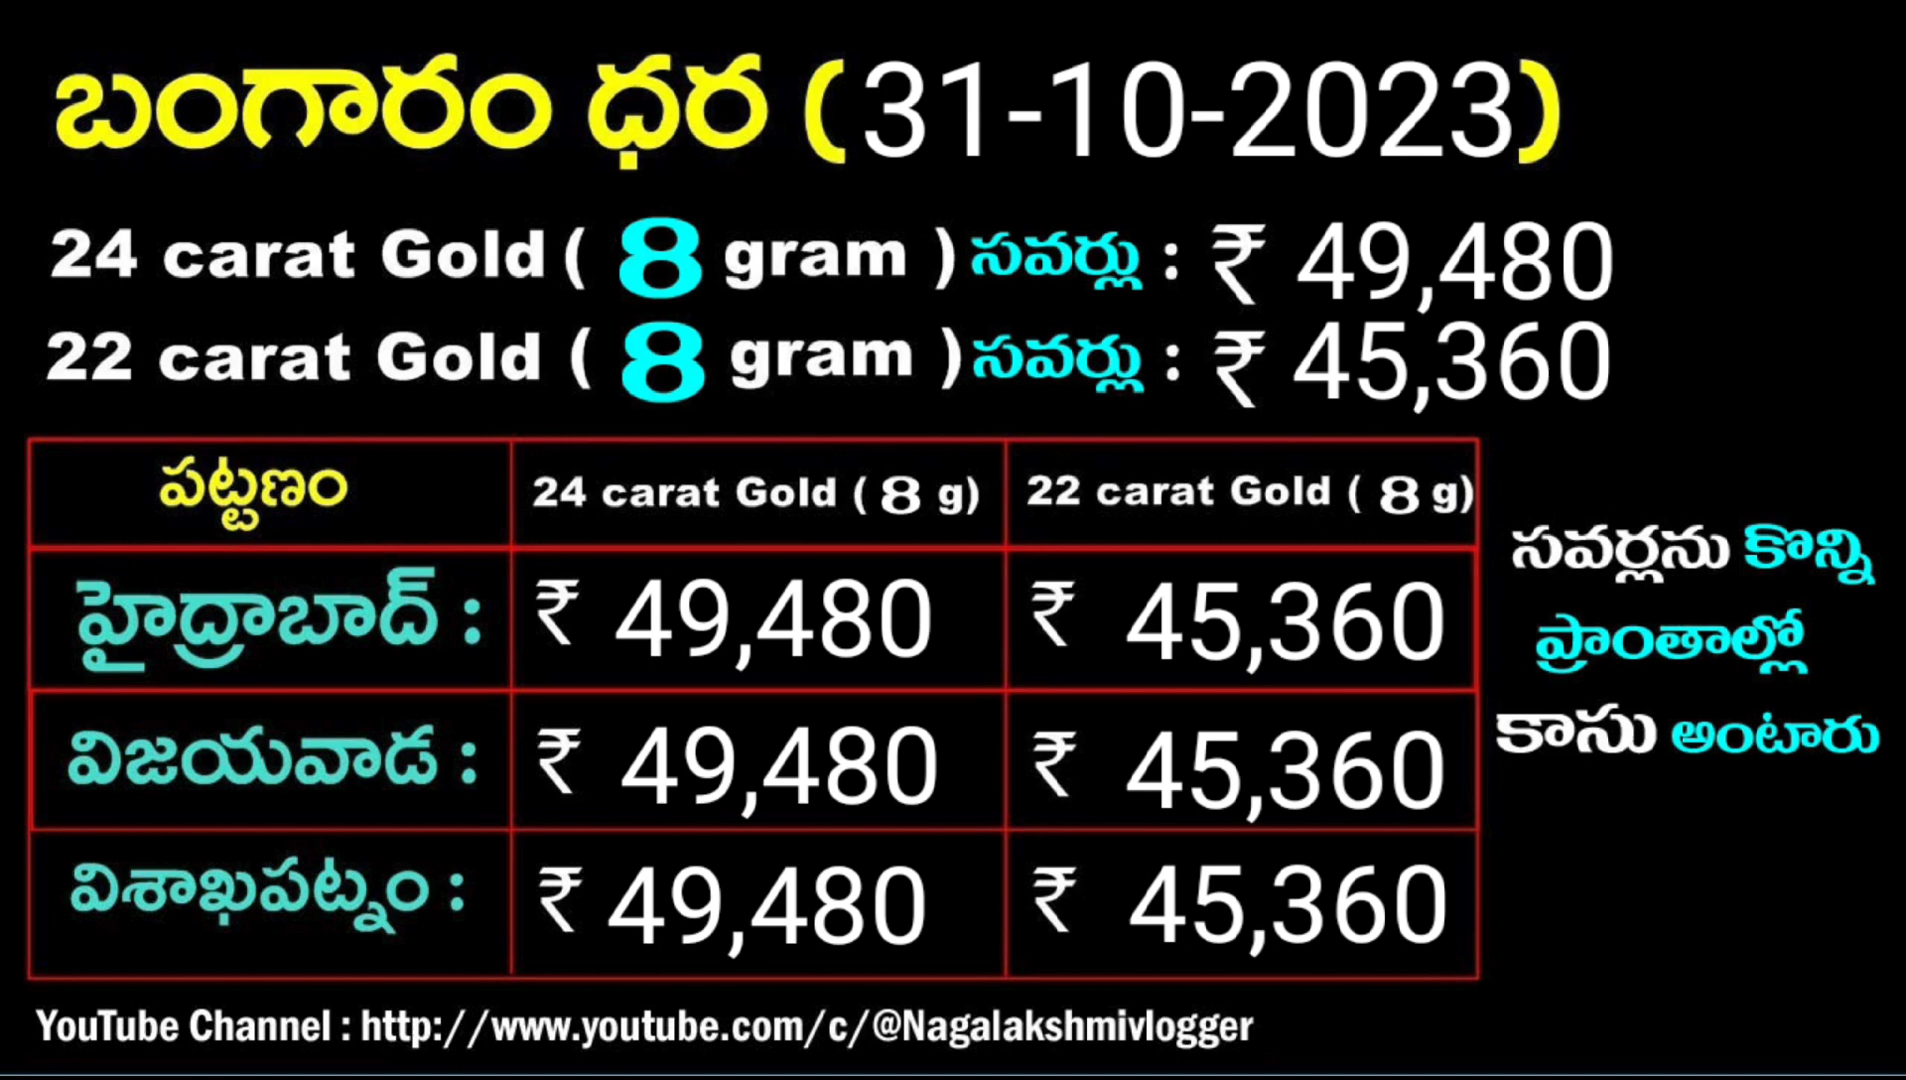 బంగారం ధర (31-10-2023)
24 carat Gold ( 8 gram ) సవర్లు : ₹ 49,480
22 carat Gold ( 8 gram ) సవర్లు : ₹ 45,360
పట్టణం 24 carat Gold ( 8 g) 22 carat Gold ( 8 g)
హైద్రాబాద్ : ₹ 49,480 ₹ 45,360
విజయవాడ : ₹ 49,480 ₹ 45,360
విశాఖపట్నం : ₹ 49,480 ₹ 45,360
సవర్లను కొన్ని
ప్రాంతాల్లో
కాసు అంటారు
YouTube Channel : http://www.youtube.com/c/@Nagalakshmivlogger